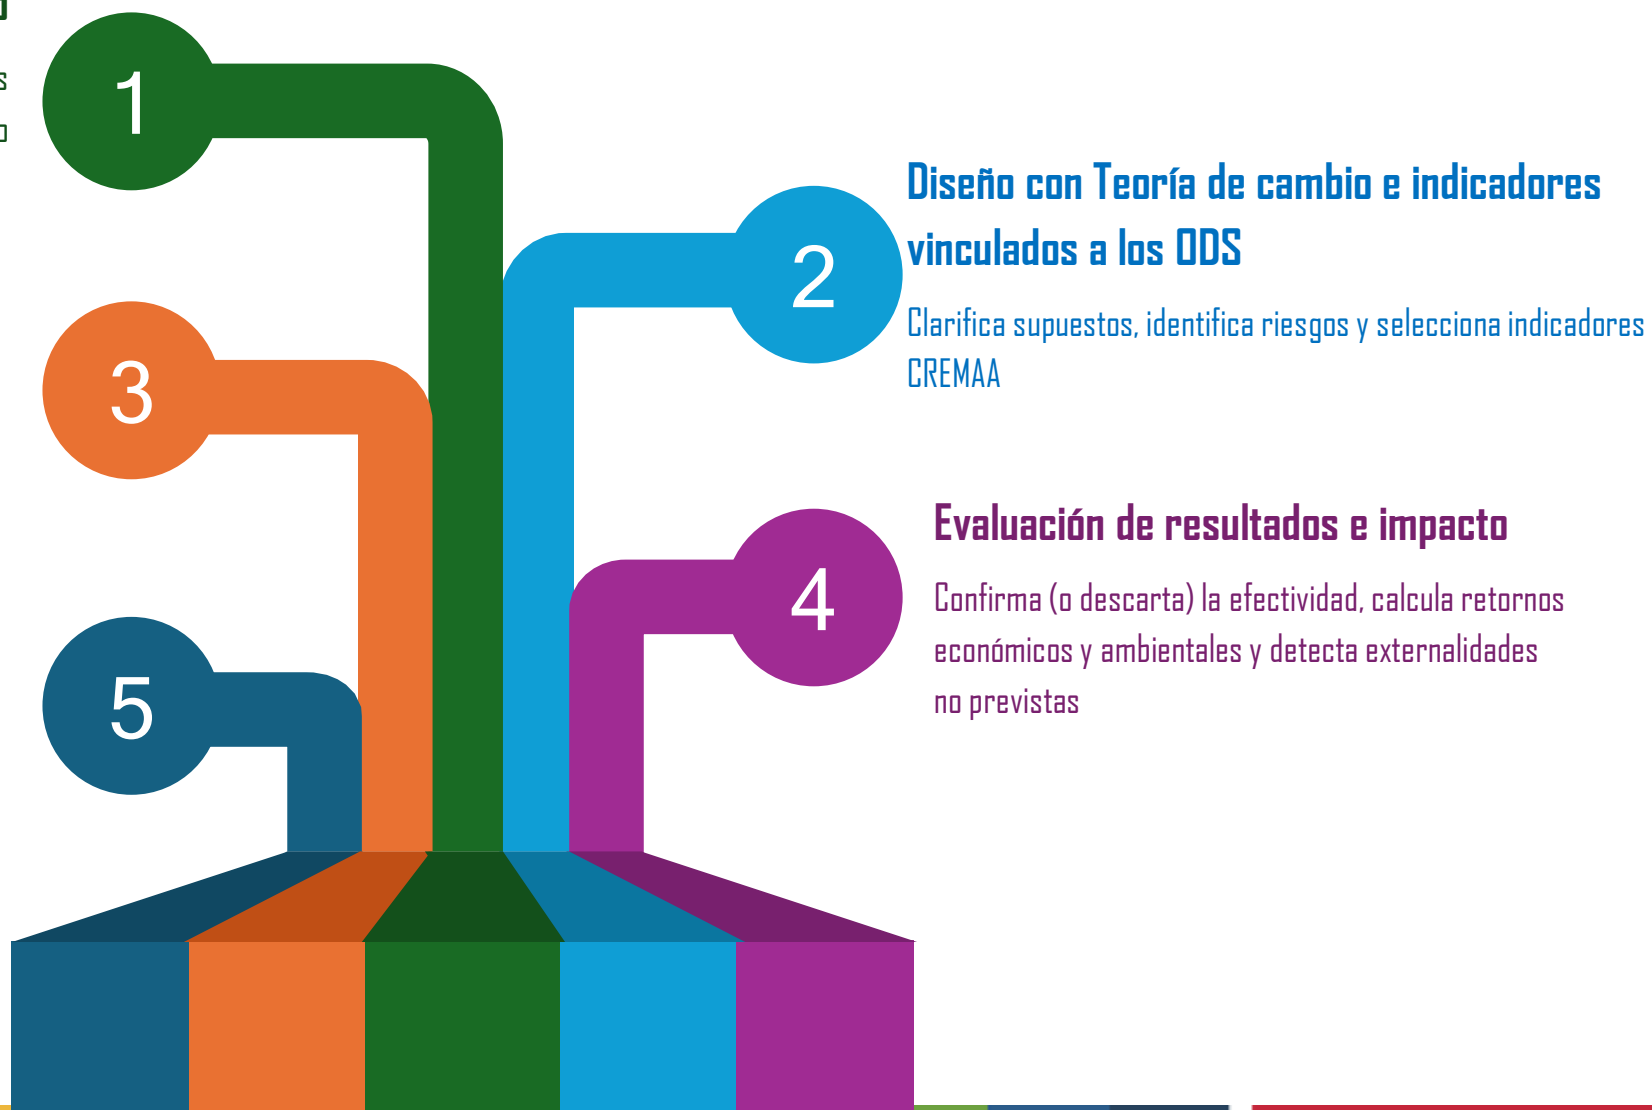 1
Diseño con Teoría de cambio e indicadores
vinculados a los ODS
2
Clarifica supuestos, identifica riesgos y selecciona indicadores
CREMAA
3
Evaluación de resultados e impacto
4
Confirma (o descarta) la efectividad, calcula retornos
económicos y ambientales y detecta externalidades
no previstas
5